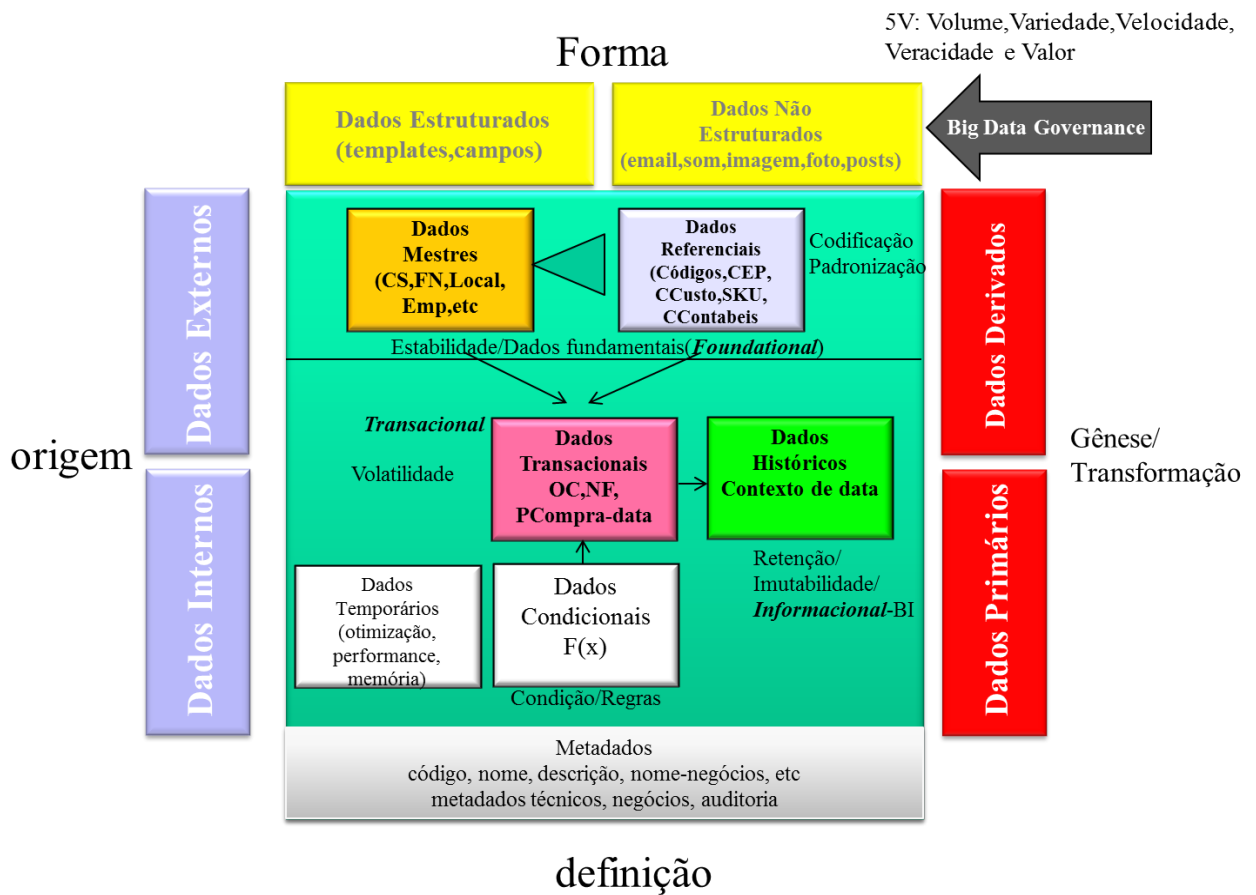 5V: Volume,Variedade,Velocidade,
Veracidade e Valor
Forma
Dados Estruturados
(templates,campos)
Dados Não
Estruturados
(email,som,imagem,foto,posts)
Big Data Governance
origem
Dados Externos
Dados Internos
Dados
Mestres
(CS,FN,Local,
Emp,etc
Dados
Referenciais
(Códigos,CEP,
CCusto,SKU,
CContabeis
Codificação
Padronização
Estabilidade/Dados fundamentais(Foundational)
Transacional
Volatilidade
Dados
Transacionais
OC,NF,
PCompra-data
Dados
Históricos
Contexto de data
Retenção/
Imutabilidade/
Informacional-BI
Dados
Temporários
(otimização,
performance,
memória)
Dados
Condicionais
F(x)
Condição/Regras
Dados Derivados
Dados Primários
Gênese/
Transformação
Metadados
código, nome, descrição, nome-negócios, etc
metadados técnicos, negócios, auditoria
definição